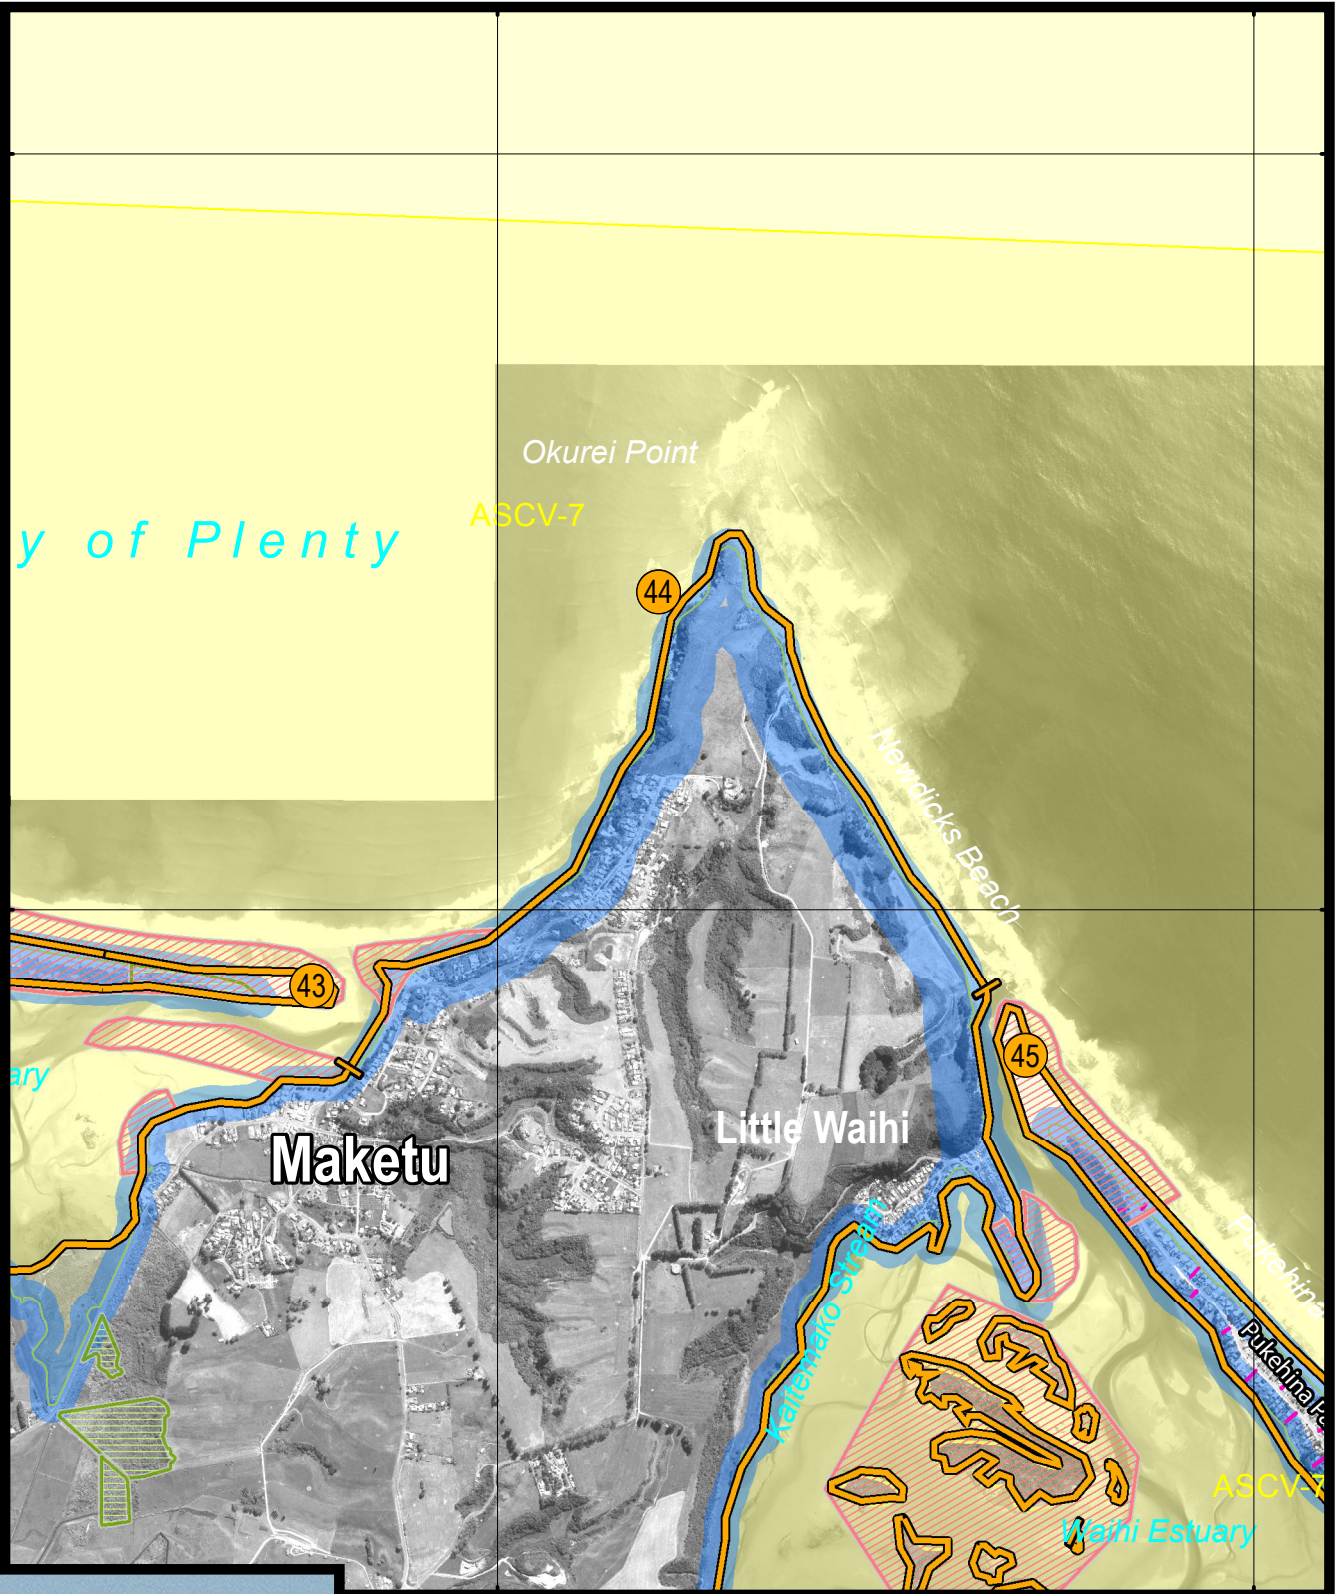 Okurei Point
ASCV-7
y of Plenty
44
Newdicks Beach
43
45
ary
Little Waihi
Maketu
Kaitemako Stream
Pukehina
Pukehina
ASCV-7
Waihi Estuary